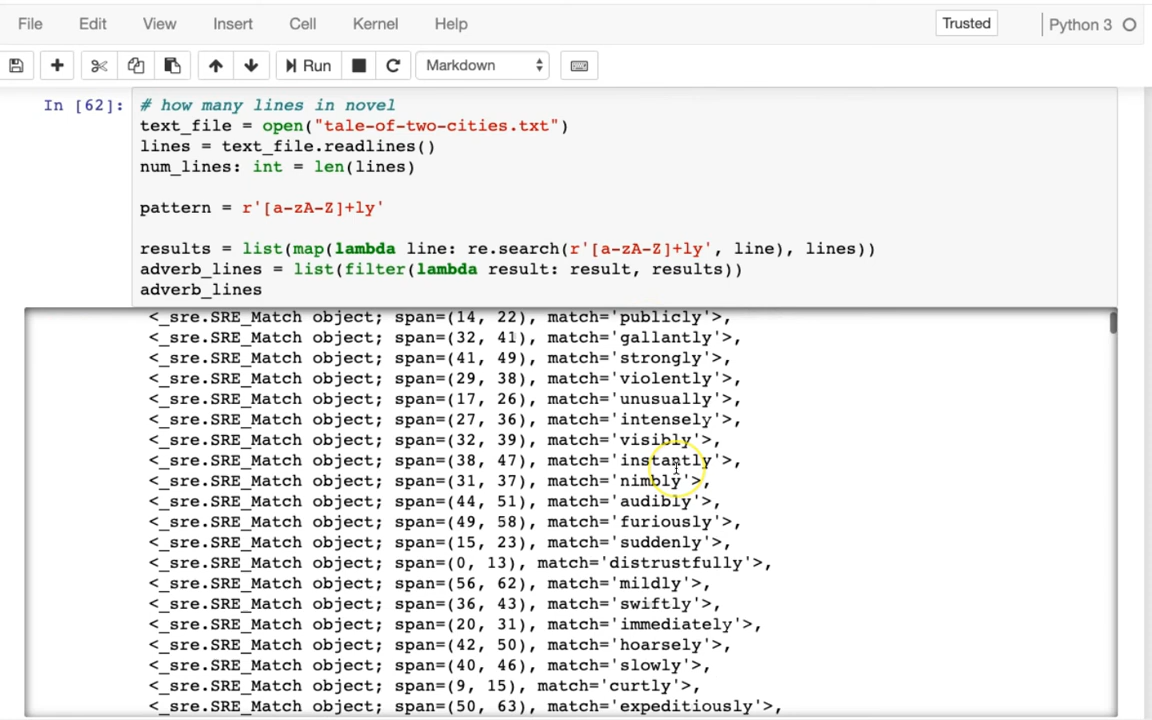 File Edit View Insert Cell Kernel Help Trusted Python 3
Run Markdown
In [62]: # how many lines in novel
text_file = open("tale-of-two-cities.txt")
lines = text_file.readlines()
num_lines: int = len(lines)
pattern = r'[a-zA-Z]+ly'
results = list(map(lambda line: re.search(r'[a-zA-Z]+ly', line), lines))
adverb_lines = list(filter(lambda result: result, results))
adverb_lines
<_sre.SRE_Match object; span=(14, 22), match='publicly'>,
<_sre.SRE_Match object; span=(32, 41), match='gallantly'>,
<_sre.SRE_Match object; span=(41, 49), match='strongly'>,
<_sre.SRE_Match object; span=(29, 38), match='violently'>,
<_sre.SRE_Match object; span=(17, 26), match='unusually'>,
<_sre.SRE_Match object; span=(27, 36), match='intensely'>,
<_sre.SRE_Match object; span=(32, 39), match='visibly'>,
<_sre.SRE_Match object; span=(38, 47), match='instantly'>,
<_sre.SRE_Match object; span=(31, 37), match='nimbly'>,
<_sre.SRE_Match object; span=(44, 51), match='audibly'>,
<_sre.SRE_Match object; span=(49, 58), match='furiously'>,
<_sre.SRE_Match object; span=(15, 23), match='suddenly'>,
<_sre.SRE_Match object; span=(0, 13), match='distrustfully'>,
<_sre.SRE_Match object; span=(56, 62), match='mildly'>,
<_sre.SRE_Match object; span=(36, 43), match='swiftly'>,
<_sre.SRE_Match object; span=(20, 31), match='immediately'>,
<_sre.SRE_Match object; span=(42, 50), match='hoarsely'>,
<_sre.SRE_Match object; span=(40, 46), match='slowly'>,
<_sre.SRE_Match object; span=(9, 15), match='curtly'>,
<_sre.SRE_Match object; span=(50, 63), match='expeditiously'>,